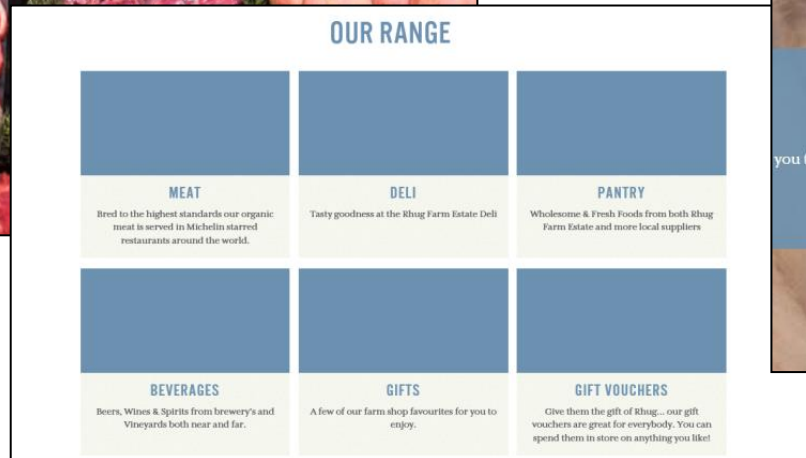 OUR RANGE
MEAT
Bred to the highest standards our organic
meat is served in Michelin starred
restaurants around the world.
DELI
Tasty goodness at the Rhug Farm Estate Deli
PANTRY
Wholesome & Fresh Foods from both Rhug
Farm Estate and more local suppliers
BEVERAGES
Beers, Wines & Spirits from brewery's and
Vineyards both near and far.
GIFTS
A few of our farm shop favourites for you to
enjoy.
GIFT VOUCHERS
Give them the gift of Rhug... our gift
vouchers are great for everybody. You can
spend them in store on anything you like!
you